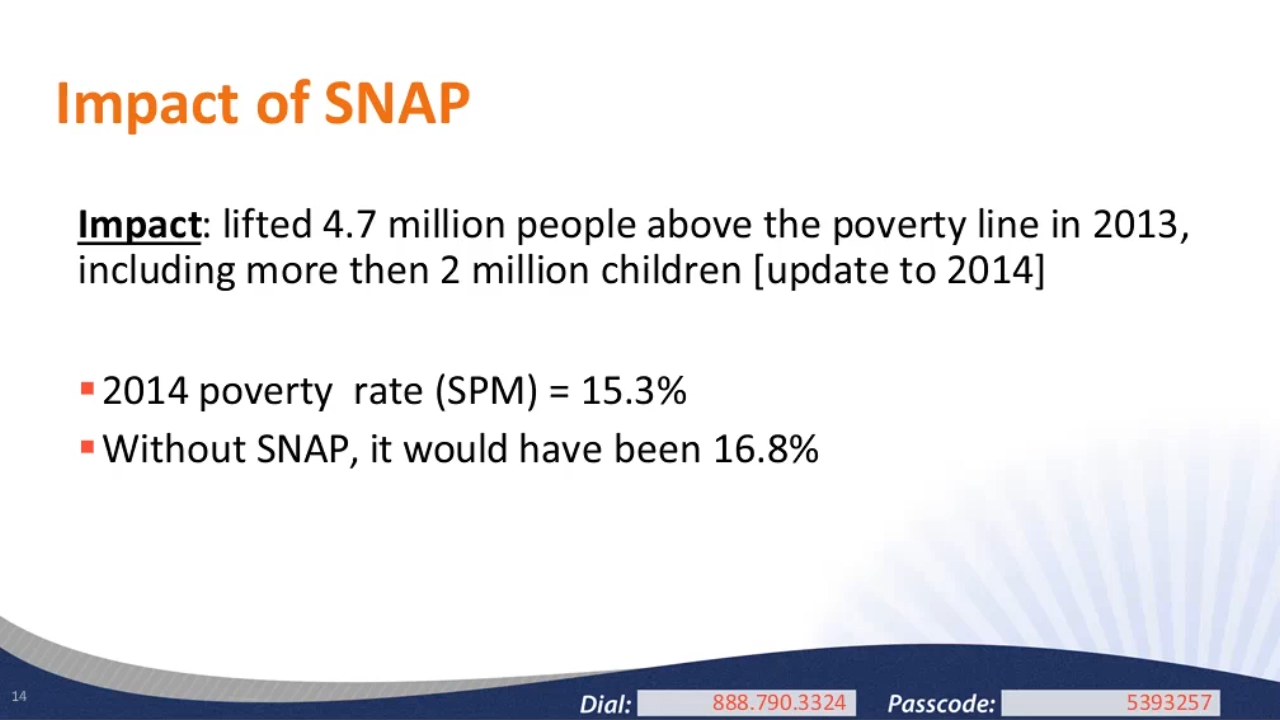 Impact of SNAP
Impact: lifted 4.7 million people above the poverty line in 2013,
including more then 2 million children [update to 2014]
▪ 2014 poverty  rate (SPM) = 15.3%
▪ Without SNAP, it would have been 16.8%
14
Dial: 888.790.3324 Passcode: 5393257